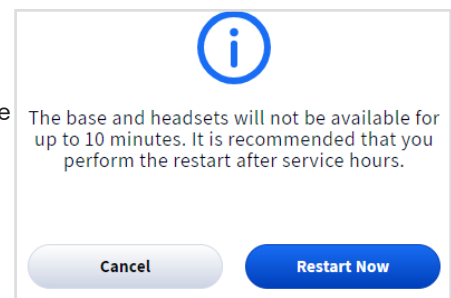 The base and headsets will not be available for
up to 10 minutes. It is recommended that you
perform the restart after service hours.
Cancel
Restart Now